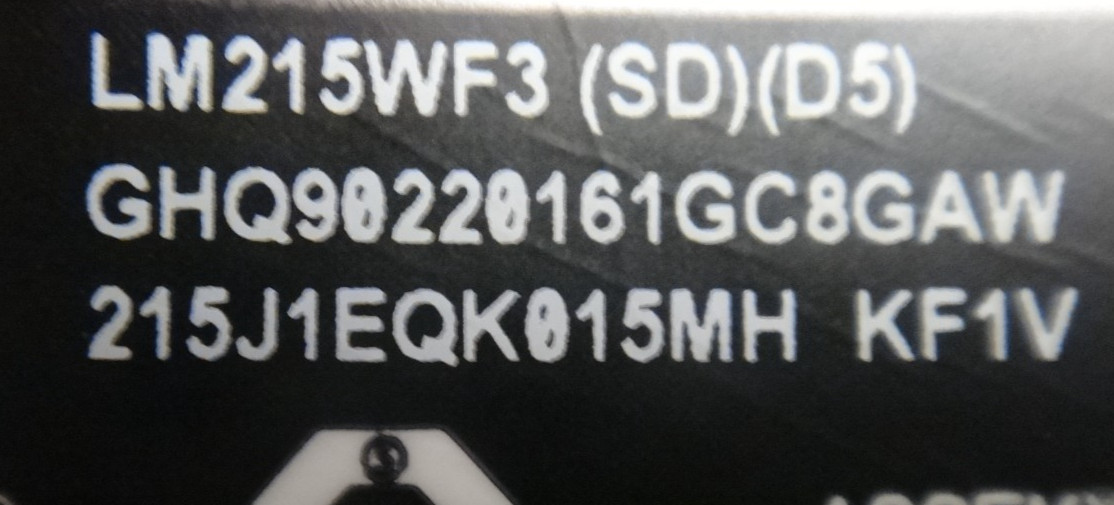 LM215WF3 (SD)(D5)
GHQ90220161GC8GAW
215J1EQK015MH KF1V